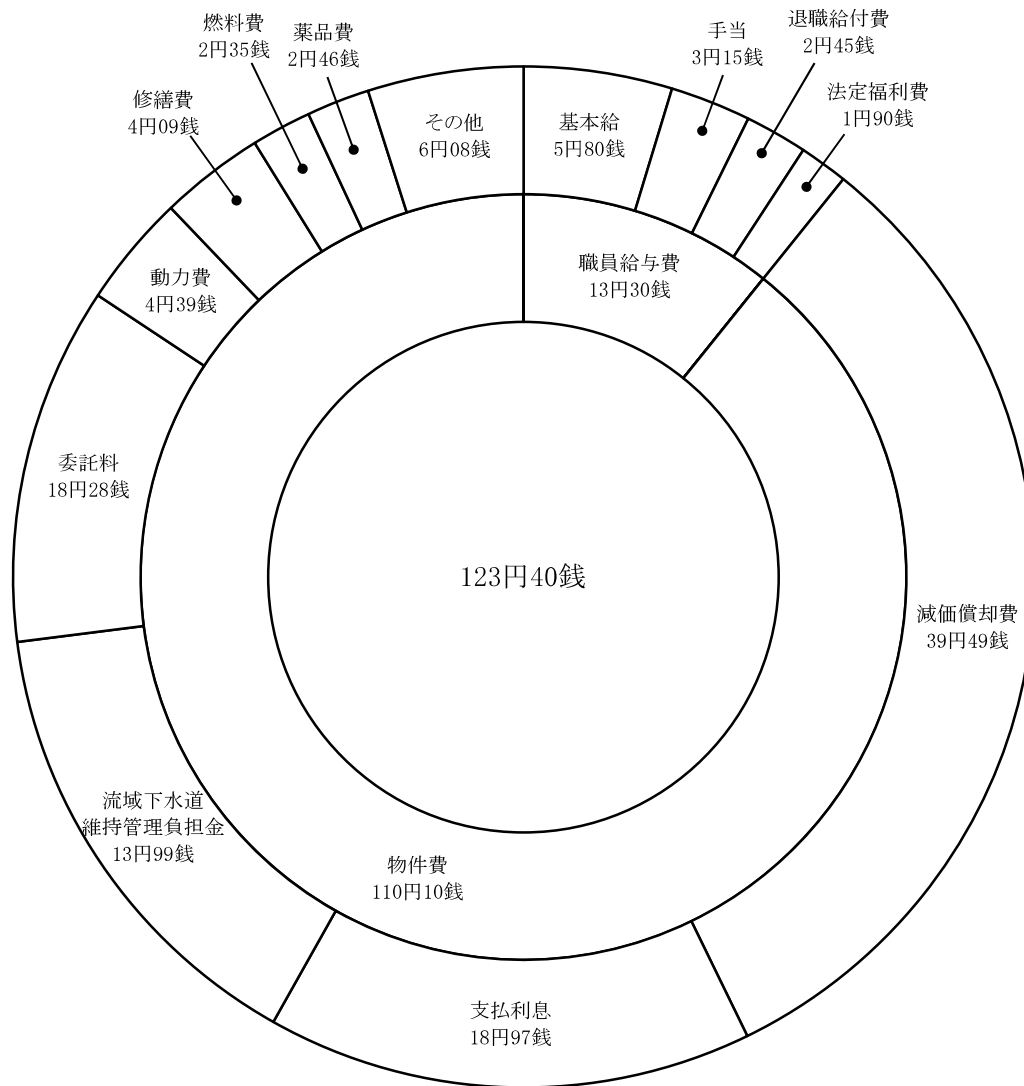 燃料費
2円35銭
薬品費
2円46銭
手当
3円15銭
退職給付費
2円45銭
修繕費
4円09銭
法定福利費
1円90銭
その他
6円08銭
基本給
5円80銭
動力費
4円39銭
職員給与費
13円30銭
委託料
18円28銭
123円40銭
減価償却費
39円49銭
流域下水道
維持管理負担金
13円99銭
物件費
110円10銭
支払利息
18円97銭